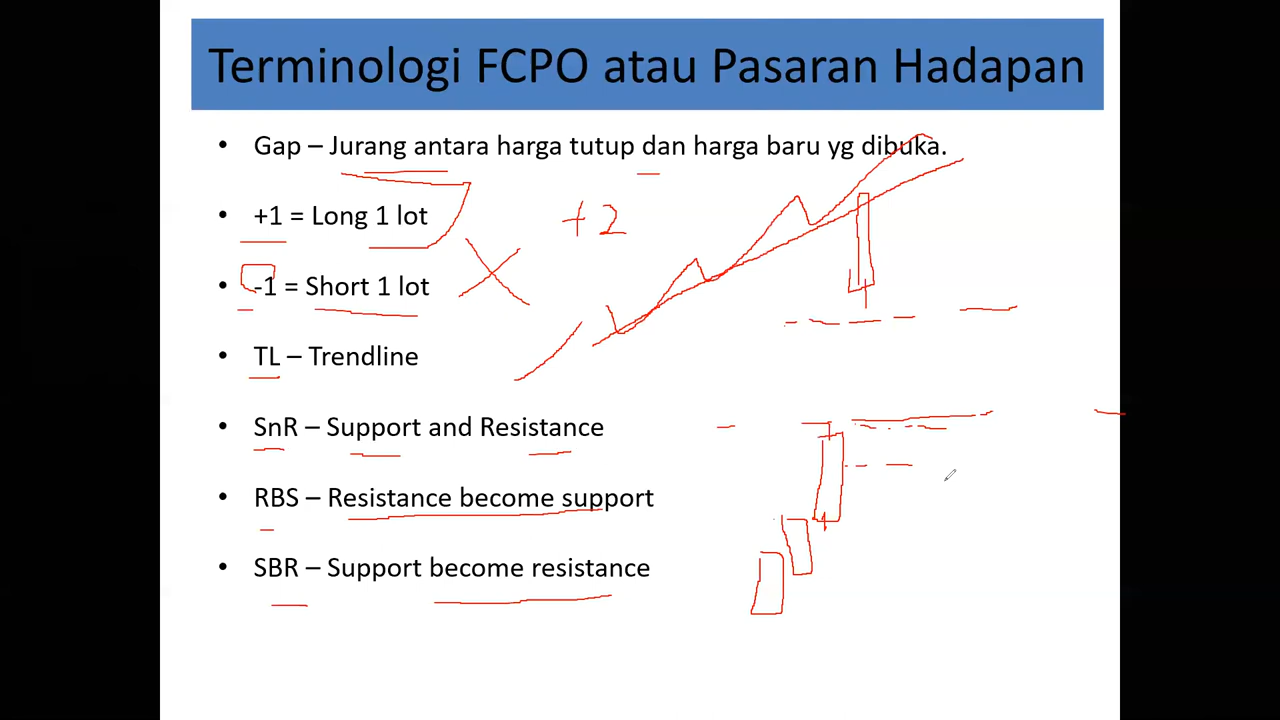 Terminologi FCPO atau Pasaran Hadapan
• Gap – Jurang antara harga tutup dan harga baru yg dibuka.
• +1 = Long 1 lot
+2
• -1 = Short 1 lot
• TL – Trendline
• SnR – Support and Resistance
• RBS – Resistance become support
• SBR – Support become resistance